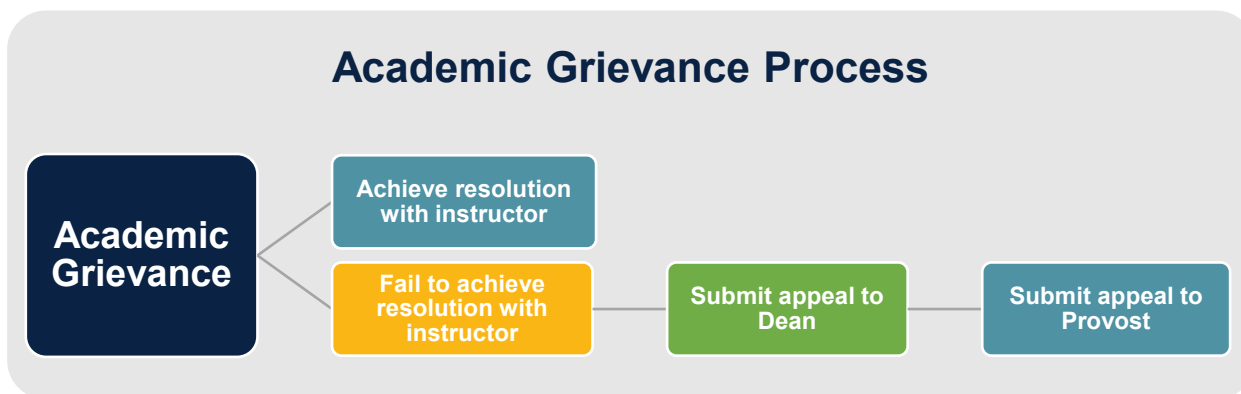 Academic Grievance Process
Academic
Grievance
Achieve resolution
with instructor
Fail to achieve
resolution with
instructor
Submit appeal to
Dean
Submit appeal to
Provost